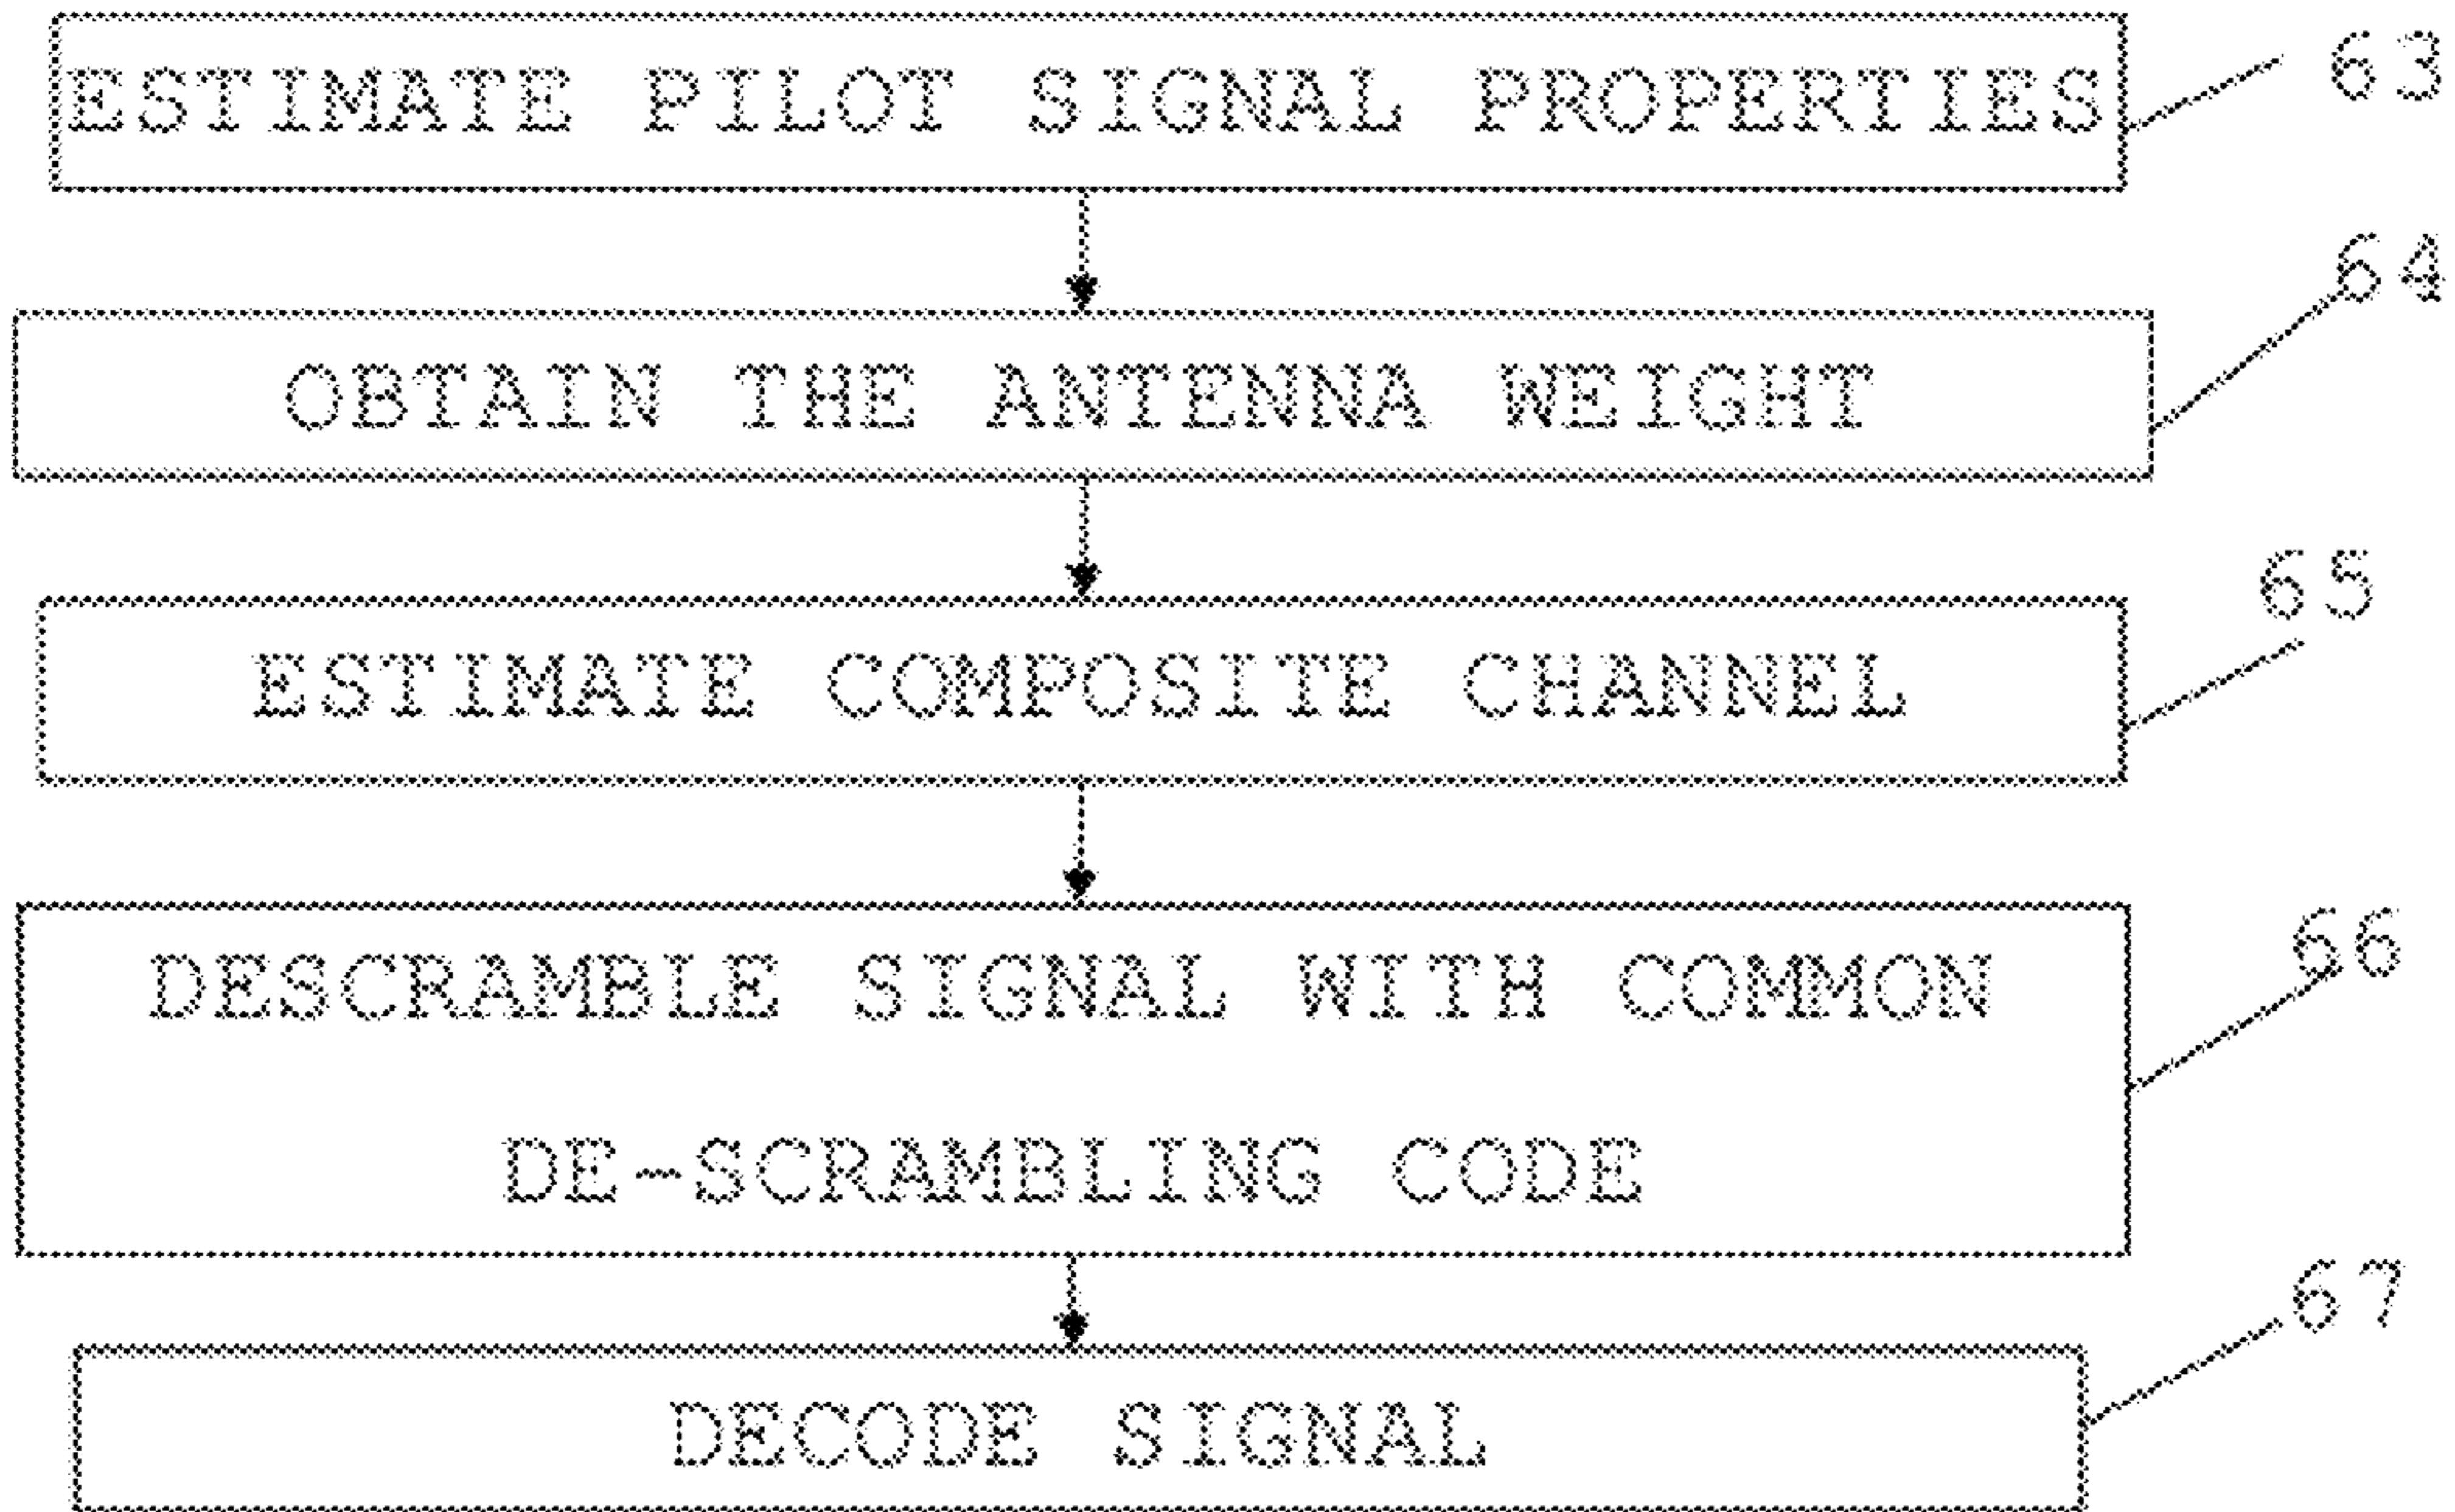 ESTIMATE PILOT SIGNAL PROPERTIES
63
OBTAIN THE ANTENNA WEIGHT
64
ESTIMATE COMPOSITE CHANNEL
65
DESCRAMBLE SIGNAL WITH COMMON
66
DE-SCRAMBLING CODE
DECODE SIGNAL
67